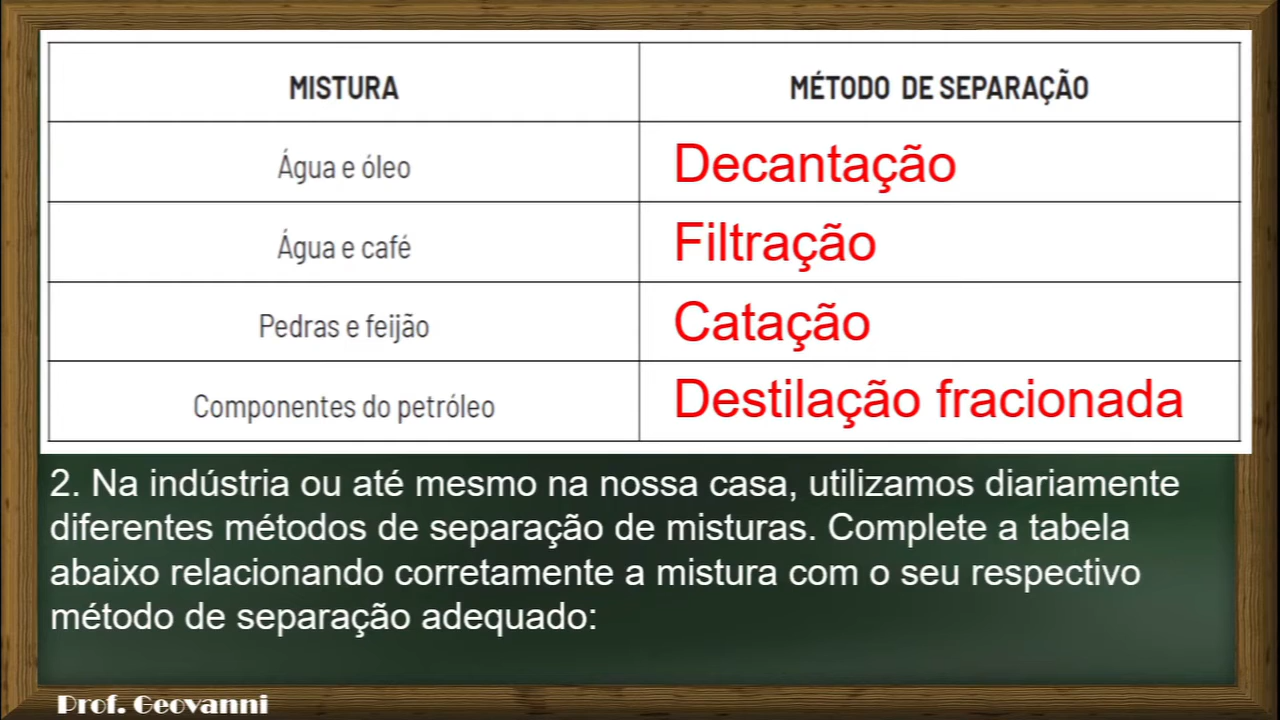 MISTURA
MÉTODO DE SEPARAÇÃO
Água e óleo
Decantação
Água e café
Filtração
Pedras e feijão
Catação
Componentes do petróleo
Destilação fracionada
2. Na indústria ou até mesmo na nossa casa, utilizamos diariamente
diferentes métodos de separação de misturas. Complete a tabela
abaixo relacionando corretamente a mistura com o seu respectivo
método de separação adequado:
Prof. Geovanni